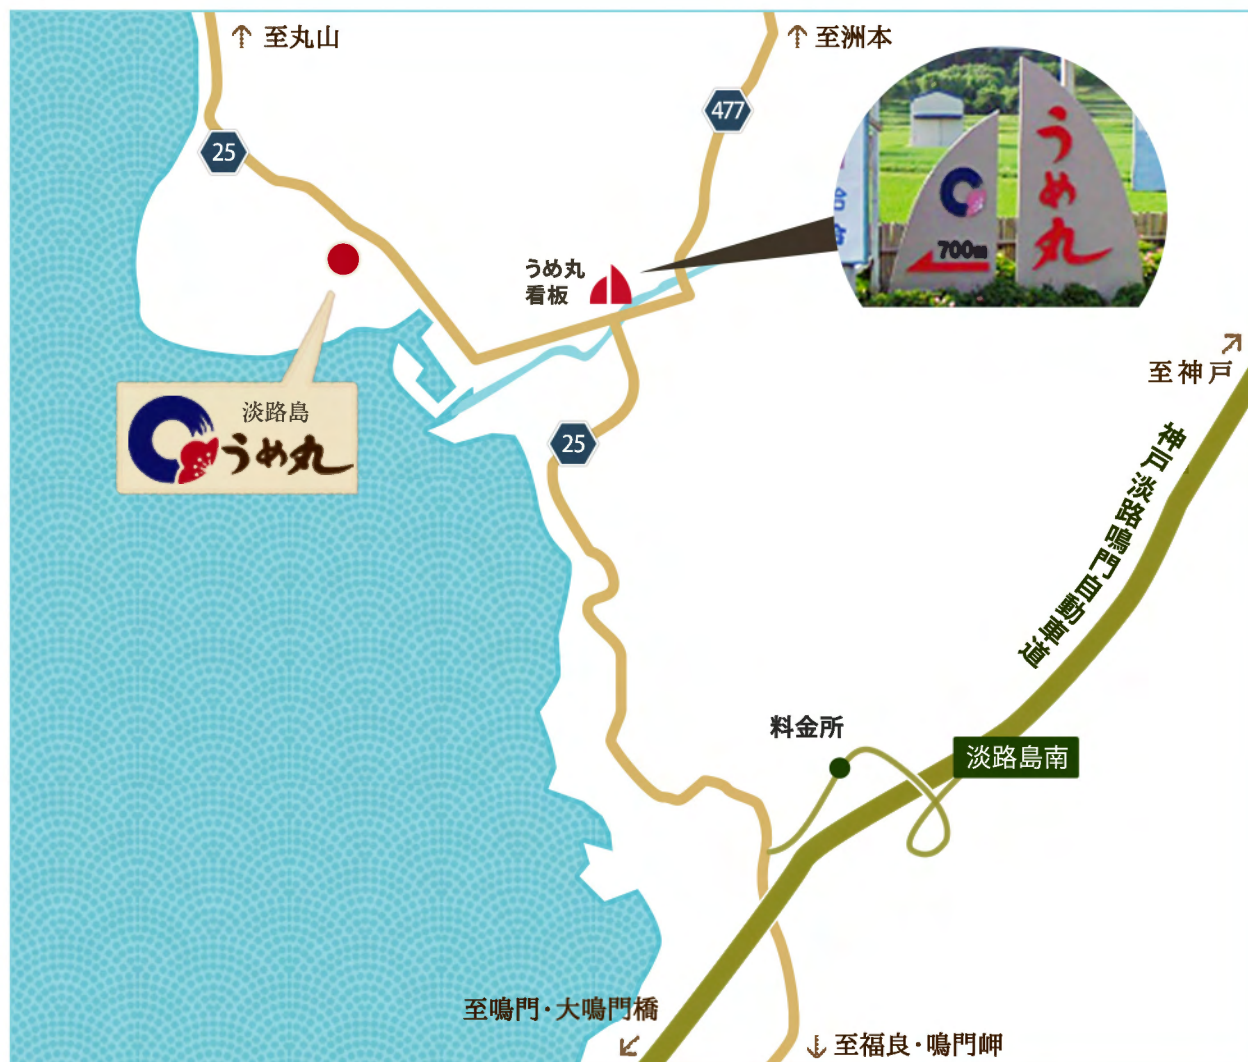 至丸山
至洲本
477
25
うめ丸
700m
うめ丸
看板
至神戸
淡路島
うめ丸
25
神戸淡路鳴門自動車道
料金所
淡路島南
至鳴門・大鳴門橋
至福良・鳴門岬